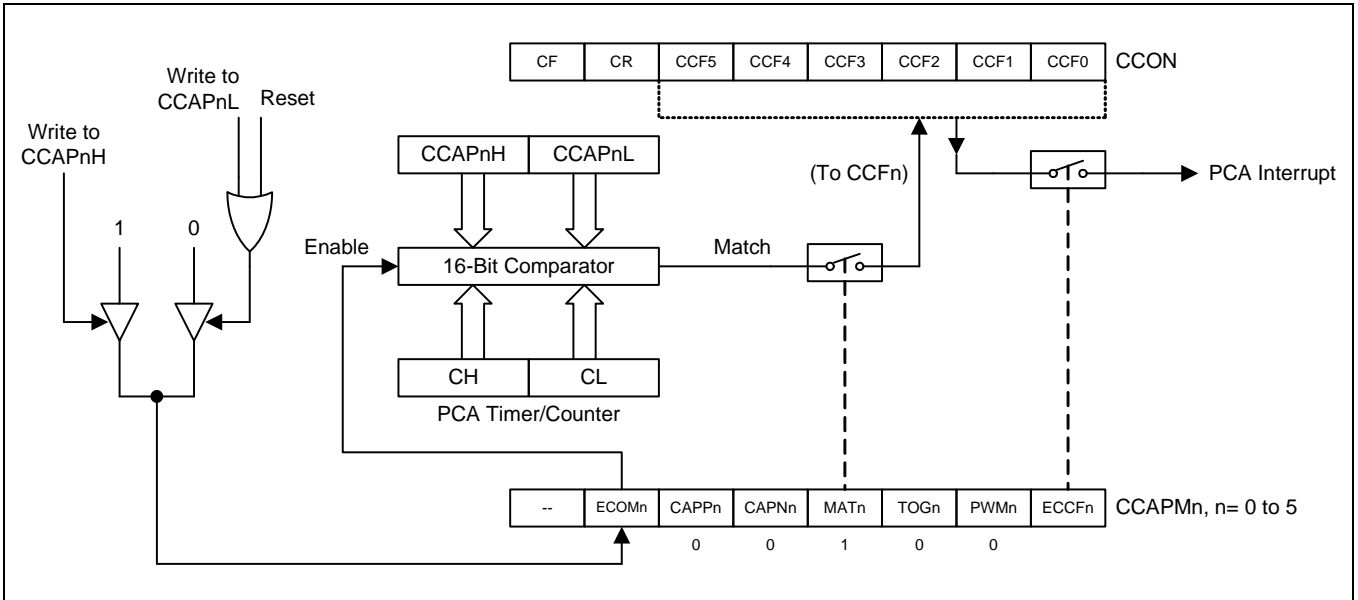 CF CR CCF5 CCF4 CCF3 CCF2 CCF1 CCF0 CCON
Write to
CCAPnL
Reset
Write to
CCAPnH
CCAPnH CCAPnL
(To CCFn)
PCA Interrupt
1 0
Enable
16-Bit Comparator
Match
CH CL
PCA Timer/Counter
-- ECOMn CAPPn CAPNn MATn TOGn PWMn ECCFn CCAPMn, n= 0 to 5
0 0 1 0 0